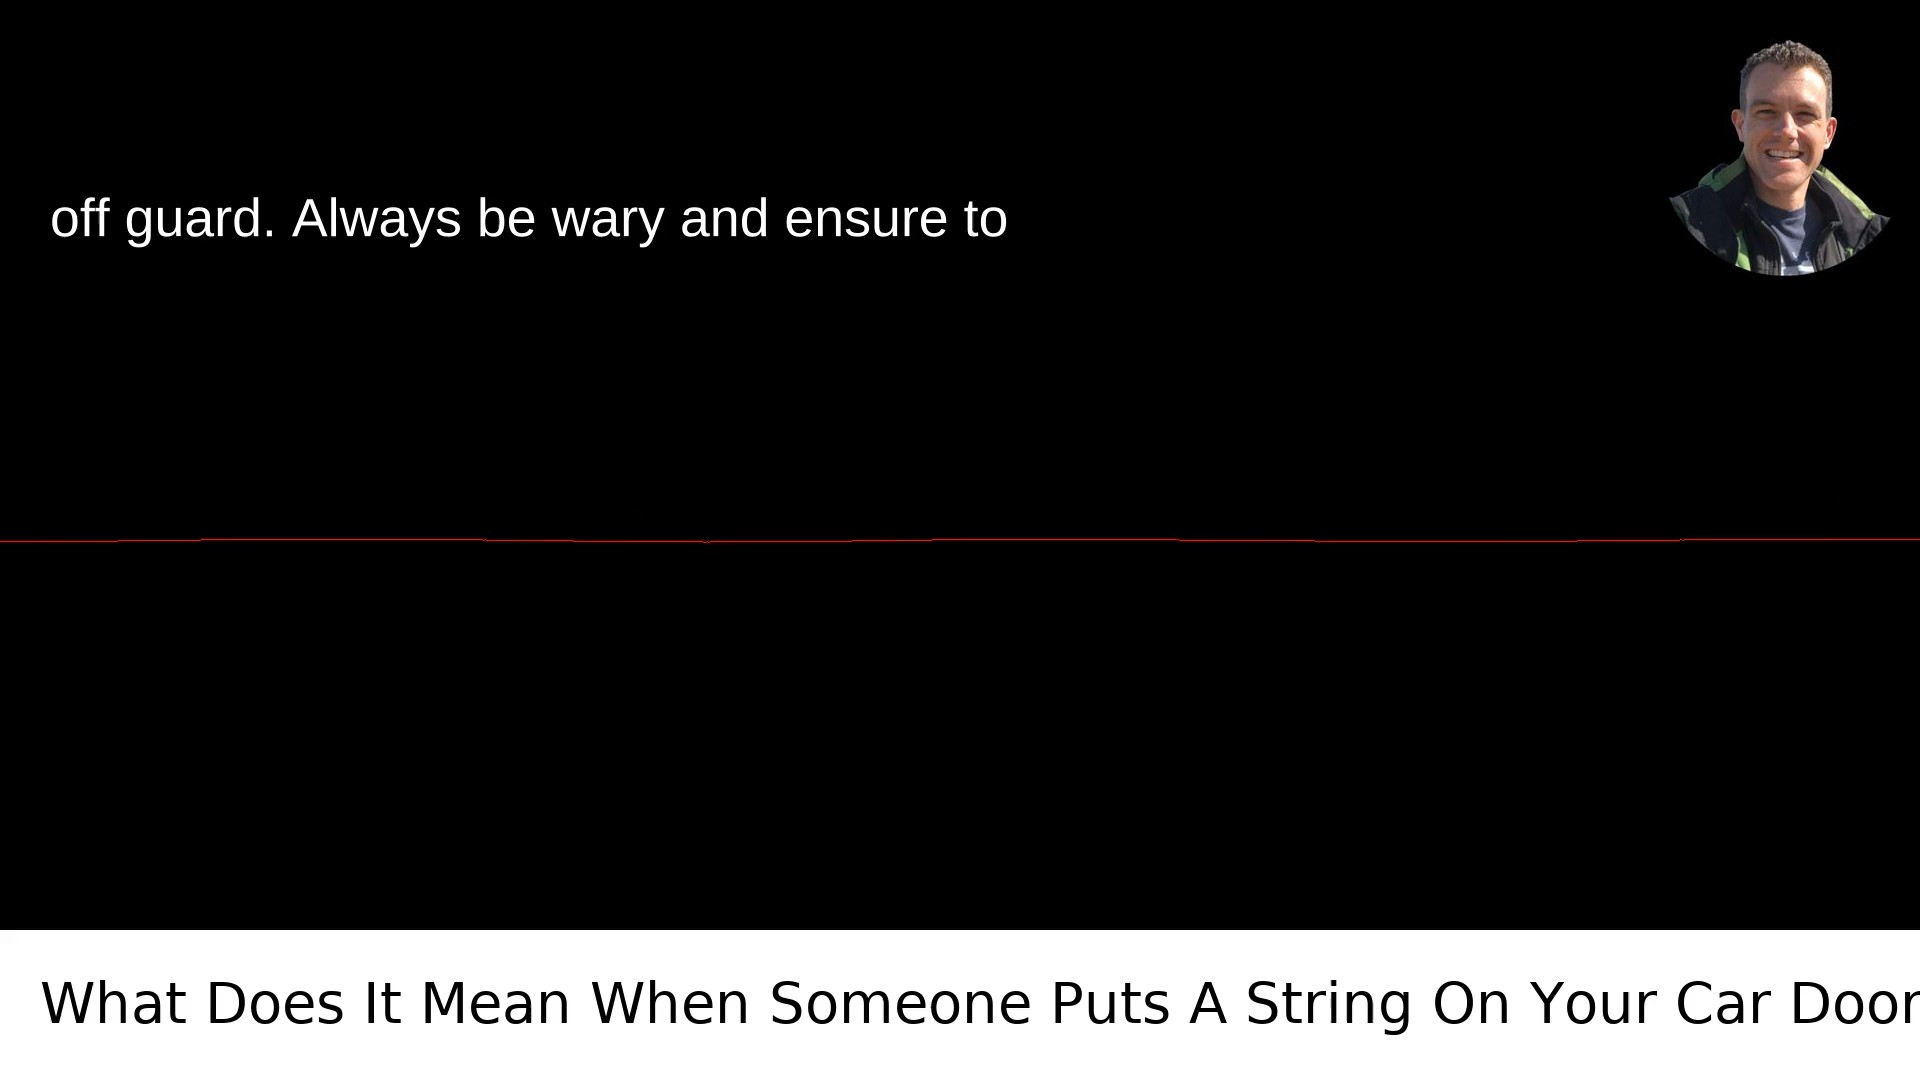 off guard. Always be wary and ensure to
What Does It Mean When Someone Puts A String On Your Car Door